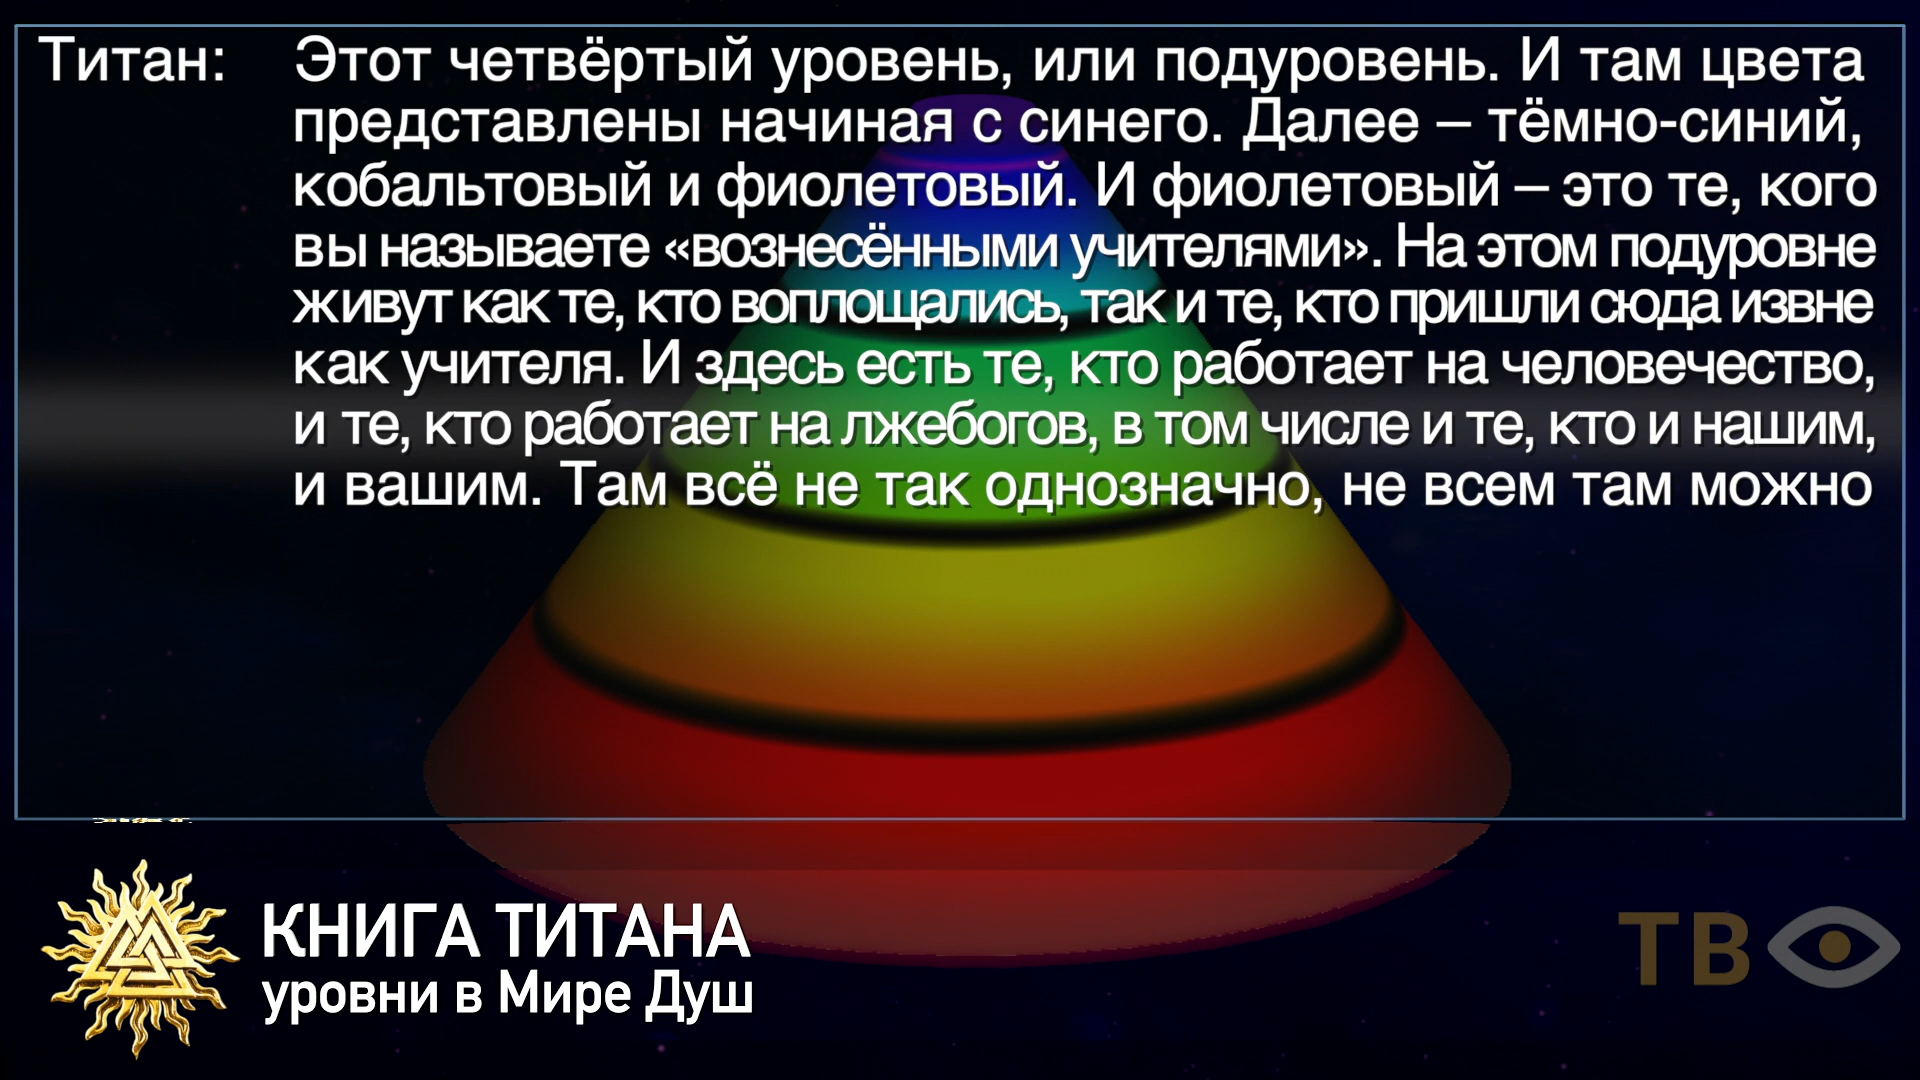 Титан: Этот четвёртый уровень, или подуровень. И там цвета
представлены начиная с синего. Далее – тёмно-синий,
кобальтовый и фиолетовый. И фиолетовый – это те, кого
вы называете «вознесёнными учителями». На этом подуровне
живут как те, кто воплощались, так и те, кто пришли сюда извне
как учителя. И здесь есть те, кто работает на человечество,
и те, кто работает на лжебогов, в том числе и те, кто и нашим,
и вашим. Там всё не так однозначно, не всем там можно
КНИГА ТИТАНА
уровни в Мире Душ
ТВ